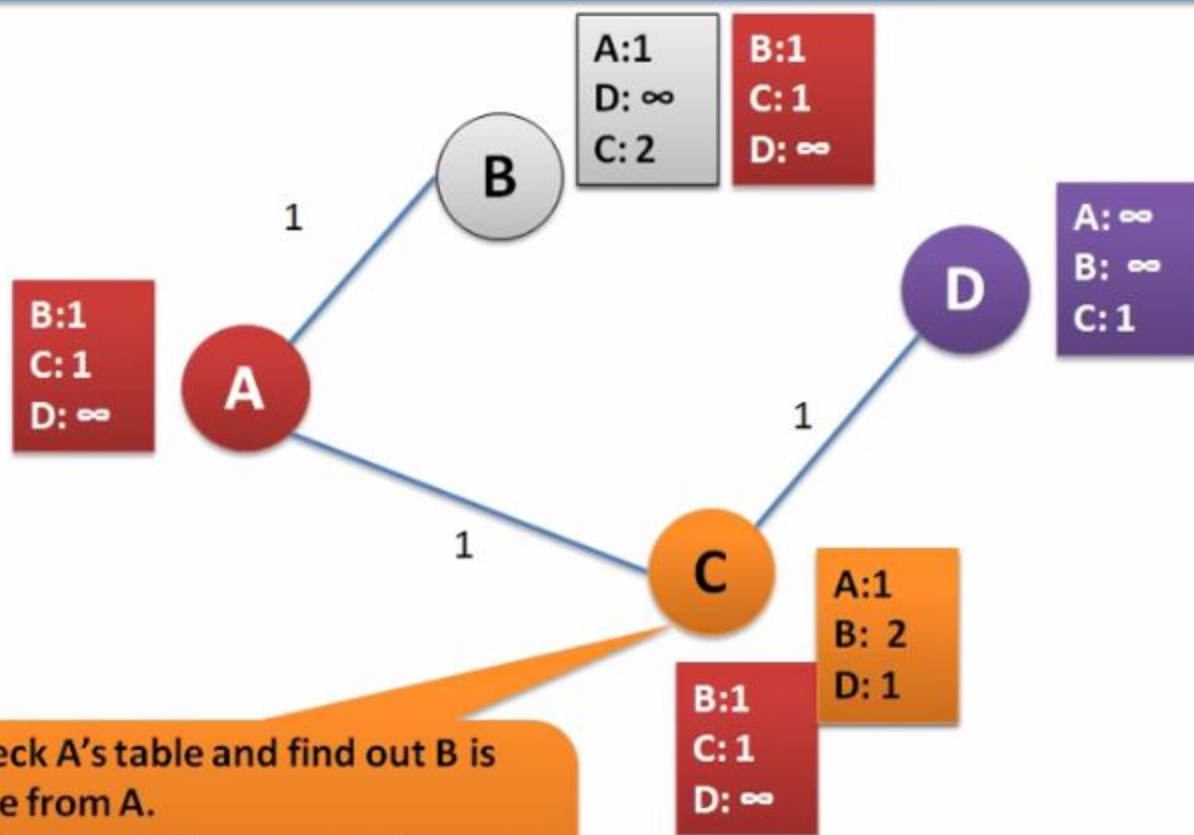 A:1
D: ∞
C: 2
B:1
C: 1
D: ∞
B
1
A: ∞
B: ∞
C: 1
D
B:1
C: 1
D: ∞
A
1
1
C
A:1
B: 2
D: 1
B:1
C: 1
D: ∞
A's table and find out B is
from A.